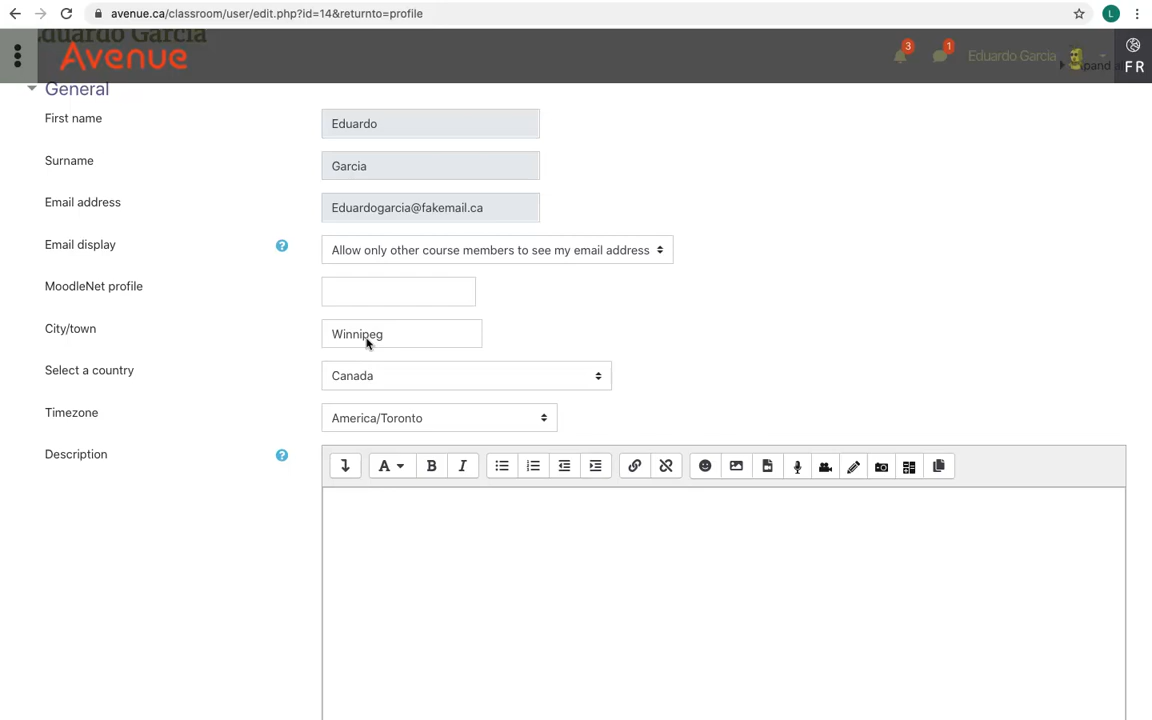 avenue.ca/classroom/user/edit.php?id=14&returnto=profile
L
Eduardo Garcia
Avenue
3
1
Eduardo Garcia
FR
General
First name
Eduardo
Surname
Garcia
Email address
Eduardogarcia@fakemail.ca
Email display
Allow only other course members to see my email address
MoodleNet profile
City/town
Winnipeg
Select a country
Canada
Timezone
America/Toronto
Description
A
B
I